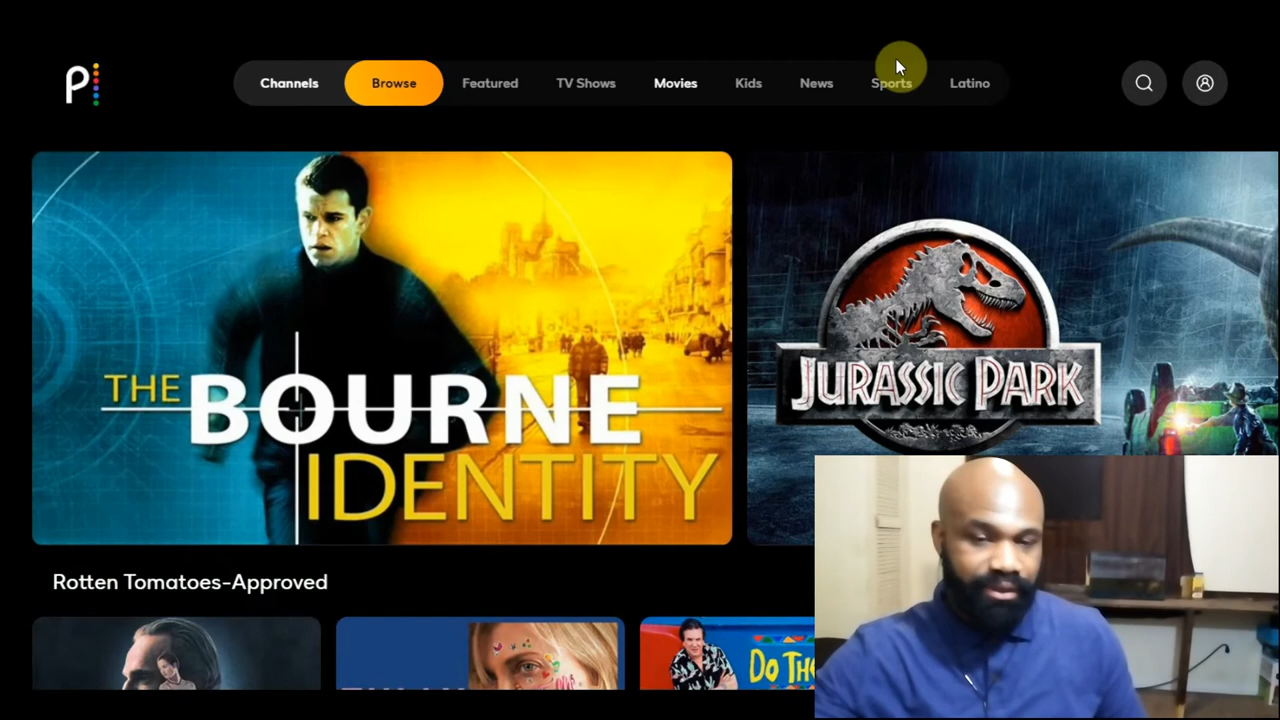 P
Channels
Browse
Featured
TV Shows
Movies
Kids
News
Sports
Latino
THE BOURNE
IDENTITY
JURASSIC PARK
Rotten Tomatoes-Approved
DO THE